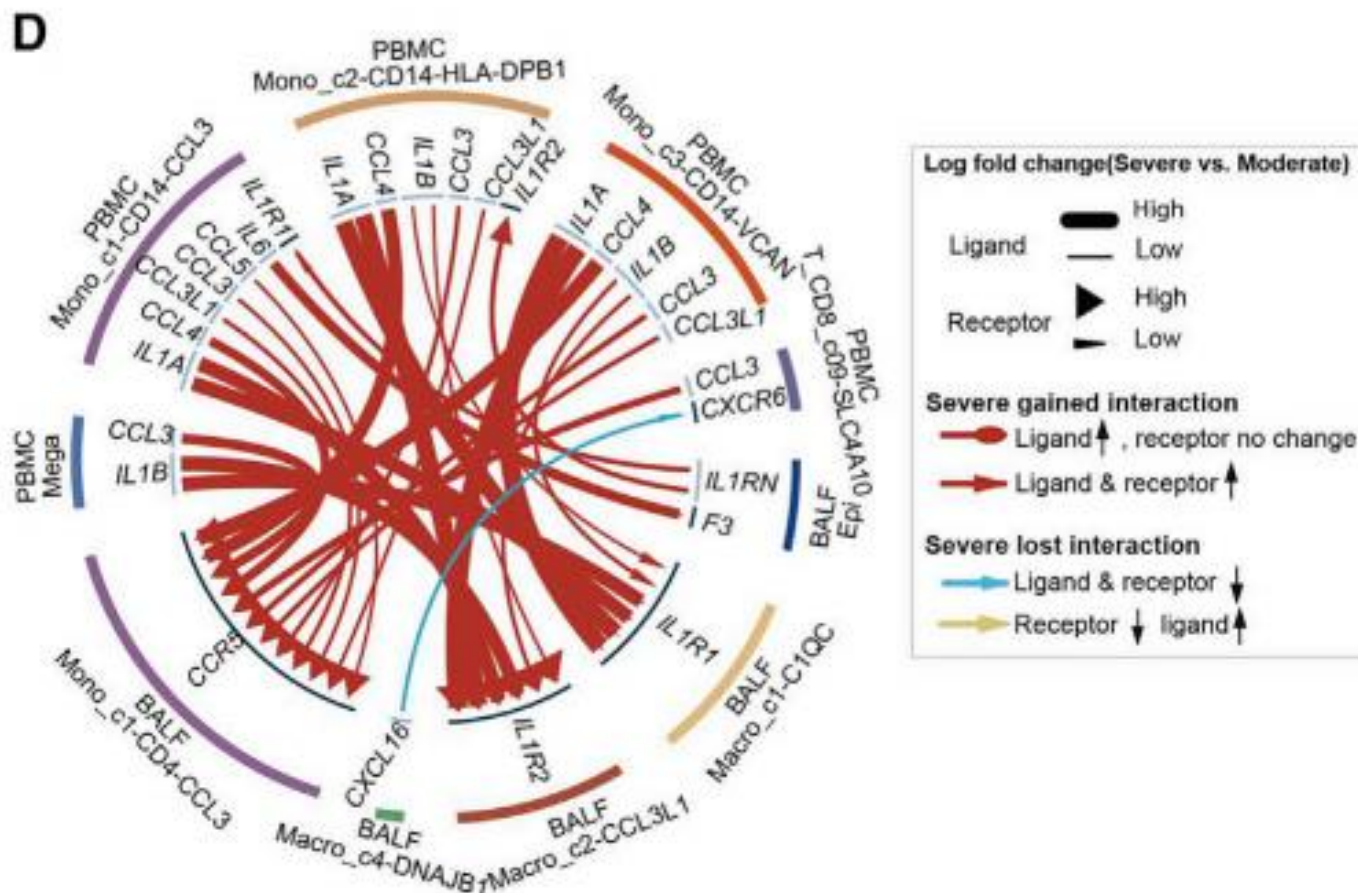 D
PBMC
Mono_c2-CD14-HLA-DPB1
PBMC
Mono_c3-CD14-VCAN
PBMC
T_CD8_c09-SLC4A10
BALF
Epi
BALF
Macro_c1-C1QC
BALF
Macro_c2-CCL3L1
BALF
Macro_c4-DNAJB1
BALF
Mono_c1-CD4-CCL3
PBMC
Mega
PBMC
Mono_c1-CD14-CCL3
IL1A
CCL4
IL1B
CCL3
CCL3L1
IL1R2
IL1A
CCL4
IL1B
CCL3
CCL3L1
CCL3
CXCR6
IL1RN
F3
IL1R1
IL1R2
CXCL16
CCR5
IL1B
CCL3
IL1A
CCL4
CCL3L1
CCL3
CCL5
IL6
IL1R1
Log fold change(Severe vs. Moderate)
Ligand
High
Low
Receptor
High
Low
Severe gained interaction
Ligand ↑ , receptor no change
Ligand & receptor ↑
Severe lost interaction
Ligand & receptor ↓
Receptor ↓ ligand ↑